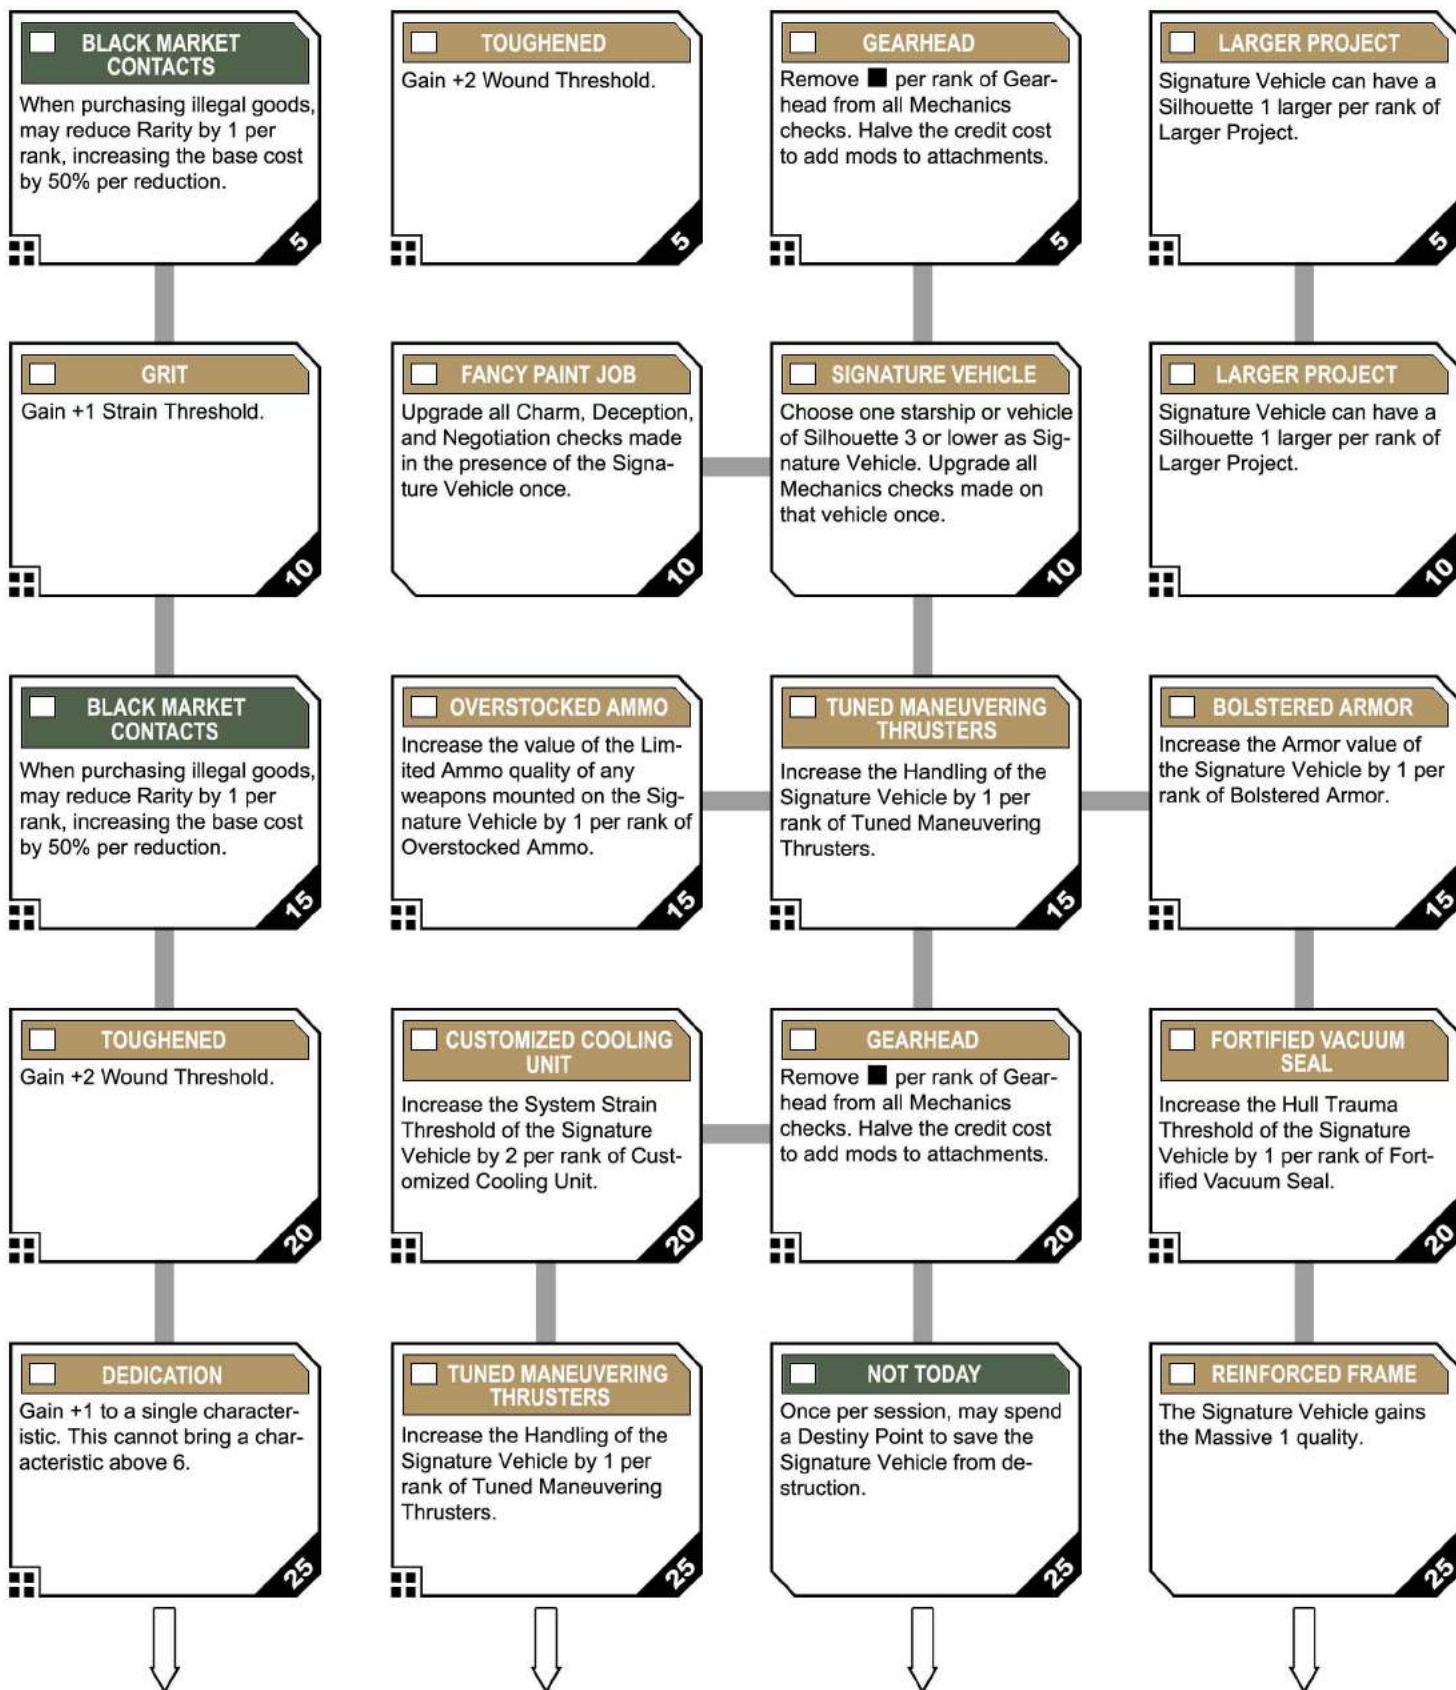 BLACK MARKET
CONTACTS
When purchasing illegal goods,
may reduce Rarity by 1 per
rank, increasing the base cost
by 50% per reduction.
5
TOUGHENED
Gain +2 Wound Threshold.
5
GEARHEAD
Remove ■ per rank of Gear-
head from all Mechanics
checks. Halve the credit cost
to add mods to attachments.
5
LARGER PROJECT
Signature Vehicle can have a
Silhouette 1 larger per rank of
Larger Project.
5
GRIT
Gain +1 Strain Threshold.
10
FANCY PAINT JOB
Upgrade all Charm, Deception,
and Negotiation checks made
in the presence of the Signa-
ture Vehicle once.
10
SIGNATURE VEHICLE
Choose one starship or vehicle
of Silhouette 3 or lower as Sig-
nature Vehicle. Upgrade all
Mechanics checks made on
that vehicle once.
10
LARGER PROJECT
Signature Vehicle can have a
Silhouette 1 larger per rank of
Larger Project.
10
BLACK MARKET
CONTACTS
When purchasing illegal goods,
may reduce Rarity by 1 per
rank, increasing the base cost
by 50% per reduction.
15
OVERSTOCKED AMMO
Increase the value of the Lim-
ited Ammo quality of any
weapons mounted on the Sig-
nature Vehicle by 1 per rank of
Overstocked Ammo.
15
TUNED MANEUVERING
THRUSTERS
Increase the Handling of the
Signature Vehicle by 1 per
rank of Tuned Maneuvering
Thrusters.
15
BOLSTERED ARMOR
Increase the Armor value of
the Signature Vehicle by 1 per
rank of Bolstered Armor.
15
TOUGHENED
Gain +2 Wound Threshold.
20
CUSTOMIZED COOLING
UNIT
Increase the System Strain
Threshold of the Signature
Vehicle by 2 per rank of Cust-
omized Cooling Unit.
20
GEARHEAD
Remove ■ per rank of Gear-
head from all Mechanics
checks. Halve the credit cost
to add mods to attachments.
20
FORTIFIED VACUUM
SEAL
Increase the Hull Trauma
Threshold of the Signature
Vehicle by 1 per rank of Fort-
ified Vacuum Seal.
20
DEDICATION
Gain +1 to a single character-
istic. This cannot bring a char-
acteristic above 6.
25
TUNED MANEUVERING
THRUSTERS
Increase the Handling of the
Signature Vehicle by 1 per
rank of Tuned Maneuvering
Thrusters.
25
NOT TODAY
Once per session, may spend
a Destiny Point to save the
Signature Vehicle from de-
struction.
25
REINFORCED FRAME
The Signature Vehicle gains
the Massive 1 quality.
25